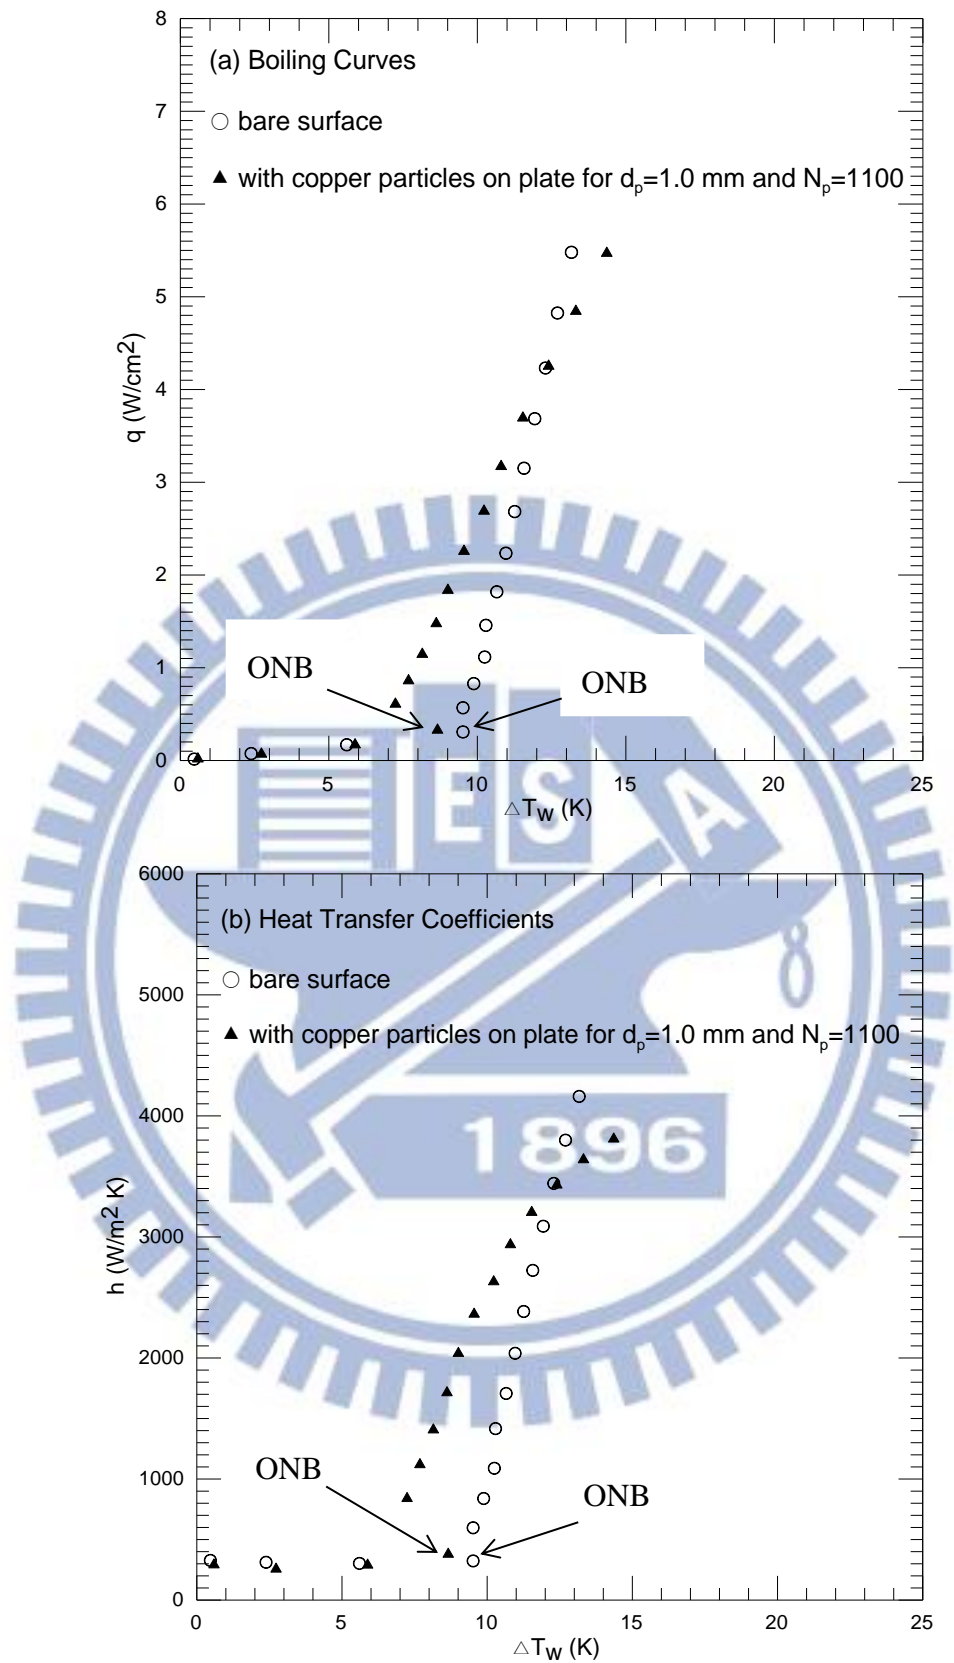 8
(a) Boiling Curves
7
○ bare surface
▲ with copper particles on plate for dₚ=1.0 mm and Nₚ=1100
6
5
q (W/cm²)
4
3
2
1
ONB
ONB
0
0 5 10 15 20 25
△Tw (K)
ESA
6000
(b) Heat Transfer Coefficients
○ bare surface
5000
▲ with copper particles on plate for dₚ=1.0 mm and Nₚ=1100
4000
1896
h (W/m² K)
3000
2000
1000
ONB
ONB
0
0 5 10 15 20 25
△Tw (K)